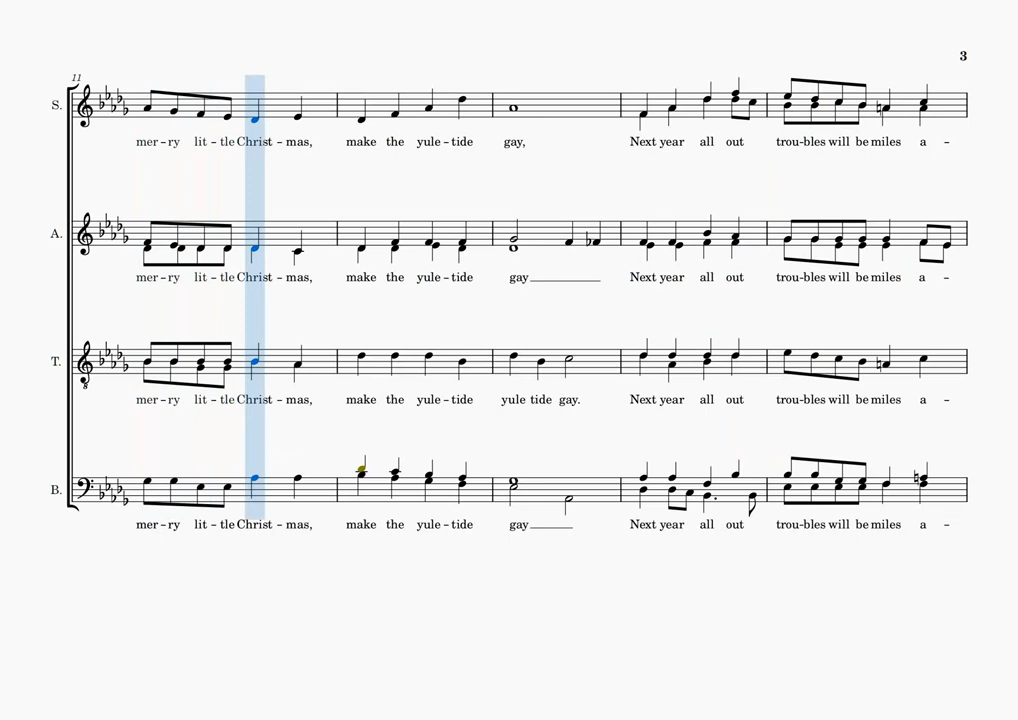 3
11
S.
mer – ry lit – tle Christ – mas, make the yule – tide gay, Next year all out trou – bles will be miles a –
A.
mer – ry lit – tle Christ – mas, make the yule – tide gay Next year all out trou – bles will be miles a –
T.
8
mer – ry lit – tle Christ – mas, make the yule – tide yule tide gay. Next year all out trou – bles will be miles a –
B.
mer – ry lit – tle Christ – mas, make the yule – tide gay Next year all out trou – bles will be miles a –